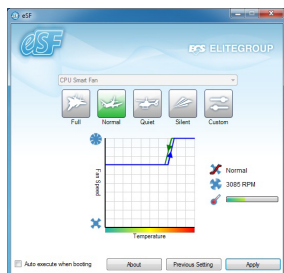 eSF
eSF
ECS ELITEGROUP
CPU Smart Fan
Full
Normal
Quiet
Silent
Custom
Fan Speed
Temperature
Normal
3085 RPM
Auto execute when booting
About
Previous Setting
Apply